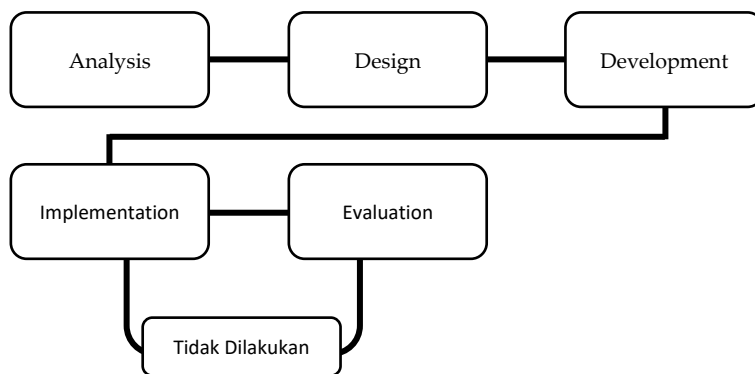 Analysis
Design
Development
Implementation
Evaluation
Tidak Dilakukan